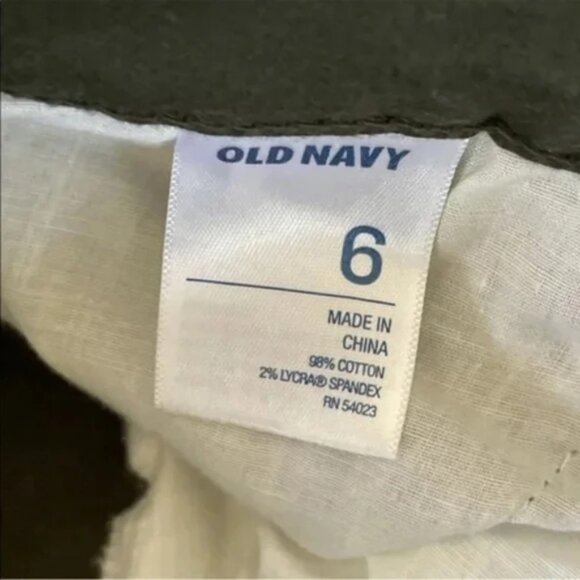 OLD NAVY
6
MADE IN
CHINA
98% COTTON
2% LYCRA® SPANDEX
RN 54023